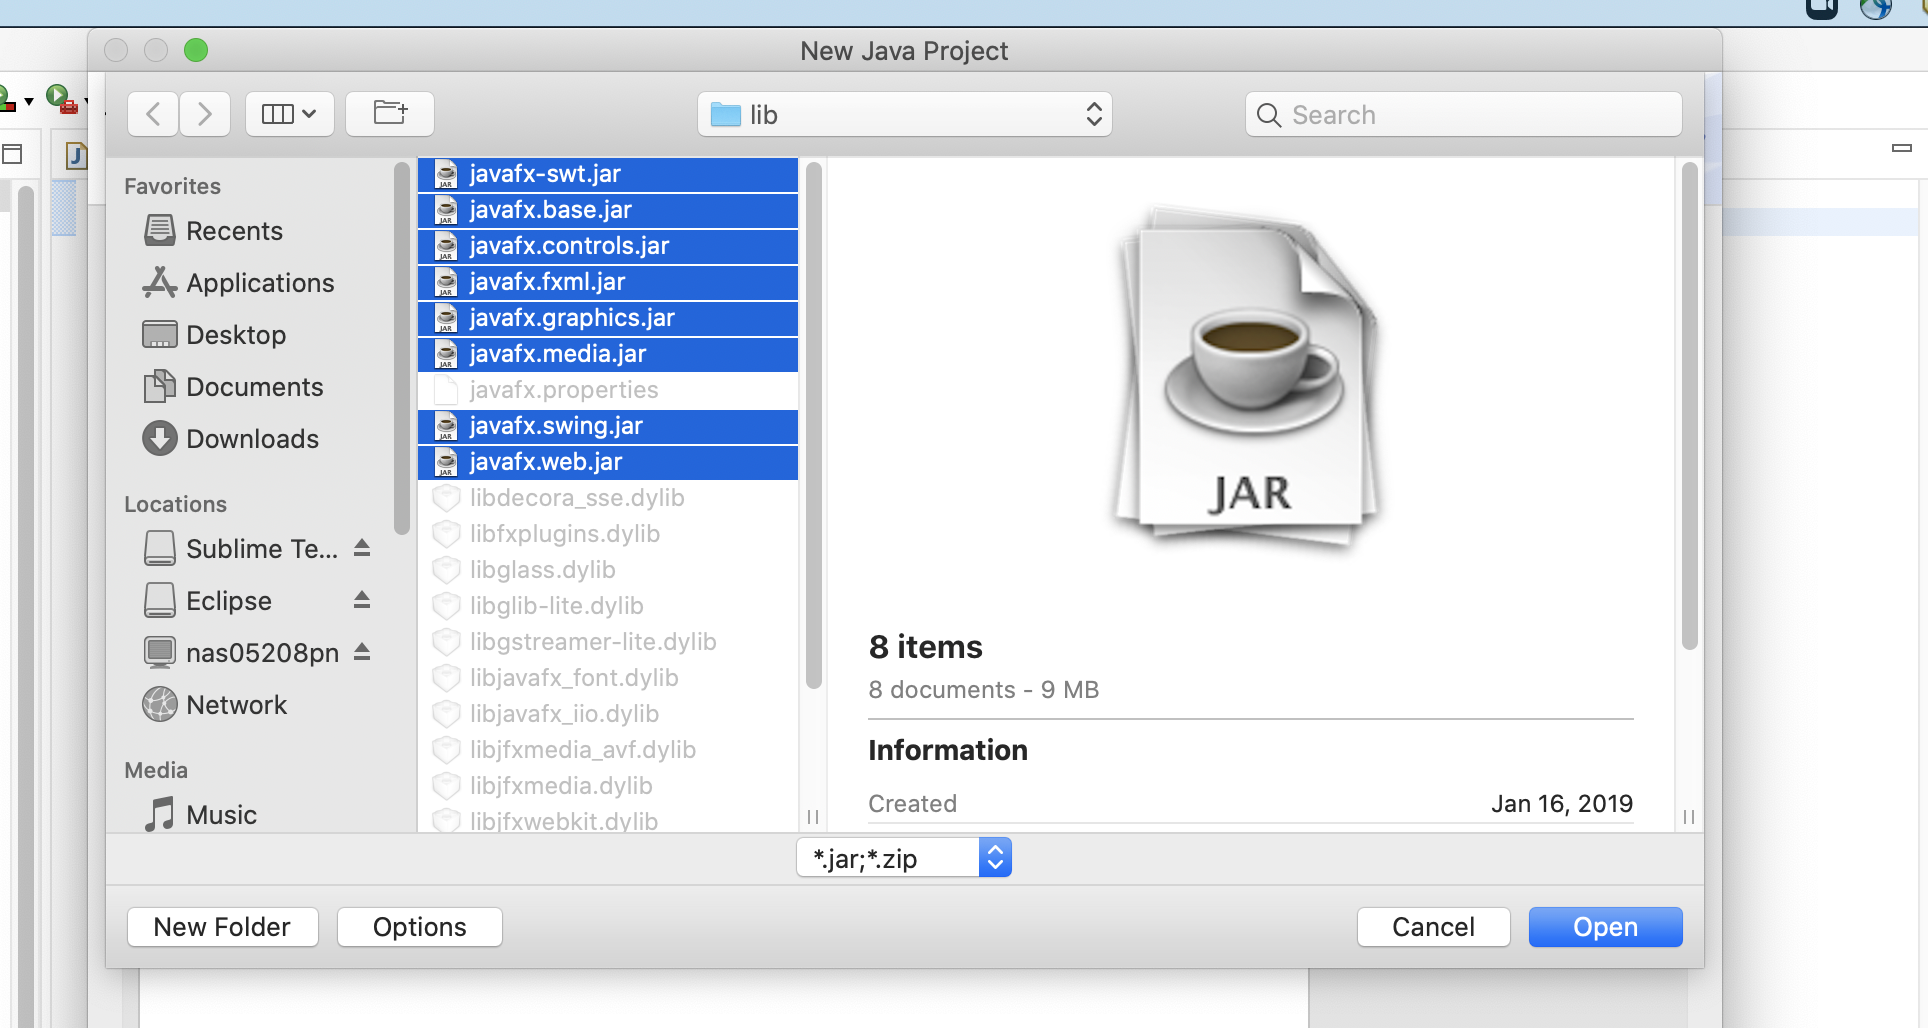 New Java Project
lib
Search
Favorites
Recents
Applications
Desktop
Documents
Downloads
Locations
Sublime Te...
Eclipse
nas05208pn
Network
Media
Music
javafx-swt.jar
javafx.base.jar
javafx.controls.jar
javafx.fxml.jar
javafx.graphics.jar
javafx.media.jar
javafx.properties
javafx.swing.jar
javafx.web.jar
libdecora_sse.dylib
libfxplugins.dylib
libglass.dylib
libglib-lite.dylib
libgstreamer-lite.dylib
libjavafx_font.dylib
libjavafx_iio.dylib
libjfxmedia_avf.dylib
libjfxmedia.dylib
libjfxwebkit.dylib
JAR
8 items
8 documents - 9 MB
Information
Created Jan 16, 2019
*.jar;*.zip
New Folder
Options
Cancel
Open